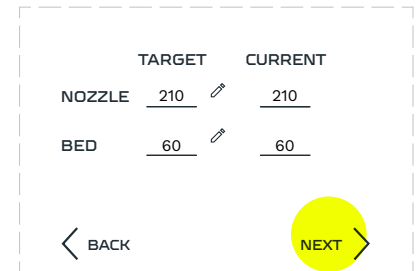 TARGET CURRENT
NOZZLE 210 210
BED 60 60
BACK NEXT